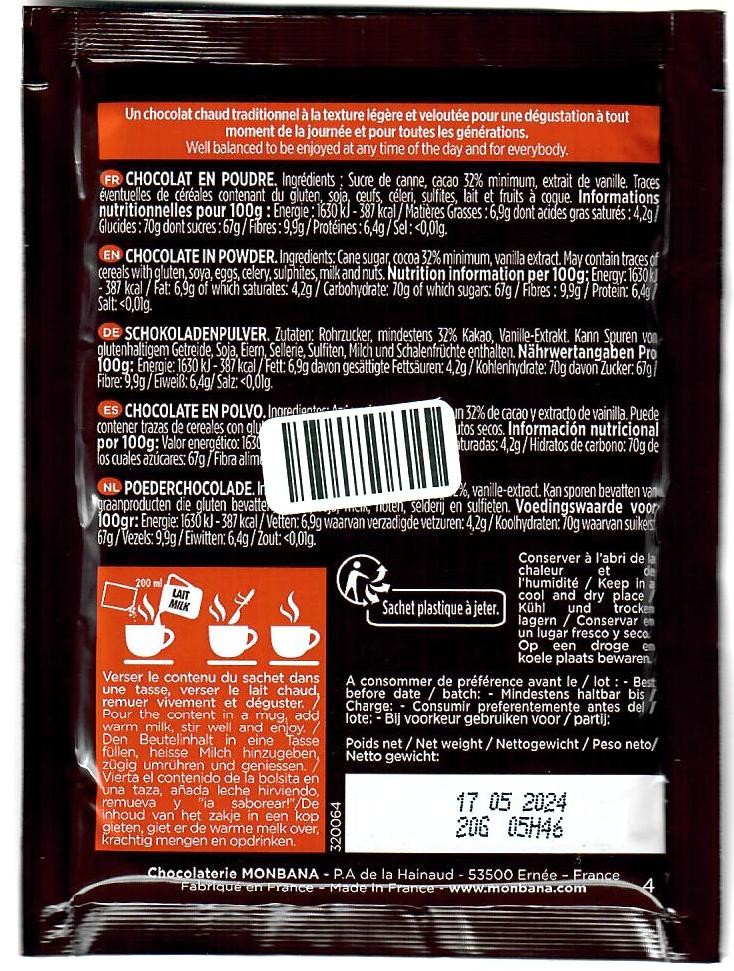 Un chocolat chaud traditionnel à la texture légère et veloutée pour une dégustation à tout
moment de la journée et pour toutes les générations.
Well balanced to be enjoyed at any time of the day and for everybody.
FR CHOCOLAT EN POUDRE. Ingrédients : Sucre de canne, cacao 32% minimum, extrait de vanille. Traces
éventuelles de céréales contenant du gluten, soja, œufs, céleri, sulfites, lait et fruits à coque. Informations
nutritionnelles pour 100g : Energie : 1630 kJ - 387 kcal / Matières Grasses : 6,9g dont acides gras saturés : 4,2g /
Glucides : 70g dont sucres : 67g / Fibres : 9,9g / Protéines : 6,4g / Sel : <0,01g.
EN CHOCOLATE IN POWDER. Ingredients: Cane sugar, cocoa 32% minimum, vanilla extract. May contain traces of
cereals with gluten, soya, eggs, celery, sulphites, milk and nuts. Nutrition information per 100g: Energy: 1630 kJ
- 387 kcal / Fat: 6,9g of which saturates: 4,2g / Carbohydrate: 70g of which sugars: 67g / Fibres : 9,9g / Protein: 6,4g /
Salt: <0,01g.
DE SCHOKOLADENPULVER. Zutaten: Rohrzucker, mindestens 32% Kakao, Vanille-Extrakt. Kann Spuren von
glutenhaltigem Getreide, Soja, Eiern, Sellerie, Sulfiten, Milch und Schalenfrüchte enthalten. Nährwertangaben Pro
100g: Energie: 1630 kJ - 387 kcal / Fett: 6,9g davon gesättigte Fettsäuren: 4,2g / Kohlenhydrate: 70g davon Zucker: 67g /
Fibre: 9,9g / Eiweiß: 6,4g / Salz: <0,01g.
ES CHOCOLATE EN POLVO. Ingredientes: un 32% de cacao y extracto de vainilla. Puede
contener trazas de cereales con glu utos secos. Información nutricional
por 100g: Valor energético: 1630 aturadas: 4,2g / Hidratos de carbono: 70g de
los cuales azúcares: 67g / Fibra alime
NL POEDERCHOCOLADE. In 2%, vanille-extract. Kan sporen bevatten van
graanproducten die gluten bevatte melk, noten, selderij en sulfieten. Voedingswaarde voor
100gr: Energie: 1630 kJ - 387 kcal / Vetten: 6,9g waarvan verzadigde vetzuren: 4,2g / Koolhydraten: 70g waarvan suikers:
67g / Vezels: 9,9g / Eiwitten: 6,4g / Zout: <0,01g.
200 ml
LAIT
MILK
Verser le contenu du sachet dans
une tasse, verser le lait chaud,
remuer vivement et déguster. /
Pour the content in a mug, add
warm milk, stir well and enjoy. /
Den Beutelinhalt in eine Tasse
füllen, heisse Milch hinzugeben,
zügig umrühren und geniessen. /
Vierta el contenido de la bolsita en
una taza, añada leche hirviendo,
remueva y "ia saborear!"/De
inhoud van het zakje in een kop
gieten, giet er de warme melk over,
krachtig mengen en opdrinken.
320064
Sachet plastique à jeter.
Conserver à l'abri de la
chaleur et de
l'humidité / Keep in a
cool and dry place /
Kühl und trocken
lagern / Conservar en
un lugar fresco y seco.
Op een droge en
koele plaats bewaren.
A consommer de préférence avant le / lot : - Best
before date / batch: - Mindestens haltbar bis /
Charge: - Consumir preferentemente antes del /
lote: - Bij voorkeur gebruiken voor / partij:
Poids net / Net weight / Nettogewicht / Peso neto/
Netto gewicht:
17 05 2024
206 05H46
Chocolaterie MONBANA - P.A de la Hainaud - 53500 Ernée – France
Fabriqué en France - Made in France - www.monbana.com
4